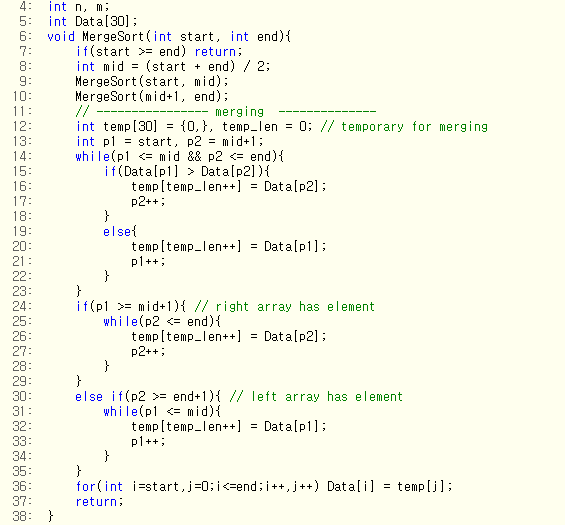 4: int n, m;
5: int Data[30];
6: void MergeSort(int start, int end){
7:     if(start >= end) return;
8:     int mid = (start + end) / 2;
9:     MergeSort(start, mid);
10:     MergeSort(mid+1, end);
11:     // ---------------- merging  --------------
12:     int temp[30] = {0,}, temp_len = 0; // temporary for merging
13:     int p1 = start, p2 = mid+1;
14:     while(p1 <= mid && p2 <= end){
15:         if(Data[p1] > Data[p2]){
16:             temp[temp_len++] = Data[p2];
17:             p2++;
18:         }
19:         else{
20:             temp[temp_len++] = Data[p1];
21:             p1++;
22:         }
23:     }
24:     if(p1 >= mid+1){ // right array has element
25:         while(p2 <= end){
26:             temp[temp_len++] = Data[p2];
27:             p2++;
28:         }
29:     }
30:     else if(p2 >= end+1){ // left array has element
31:         while(p1 <= mid){
32:             temp[temp_len++] = Data[p1];
33:             p1++;
34:         }
35:     }
36:     for(int i=start,j=0;i<=end;i++,j++) Data[i] = temp[j];
37:     return;
38: }